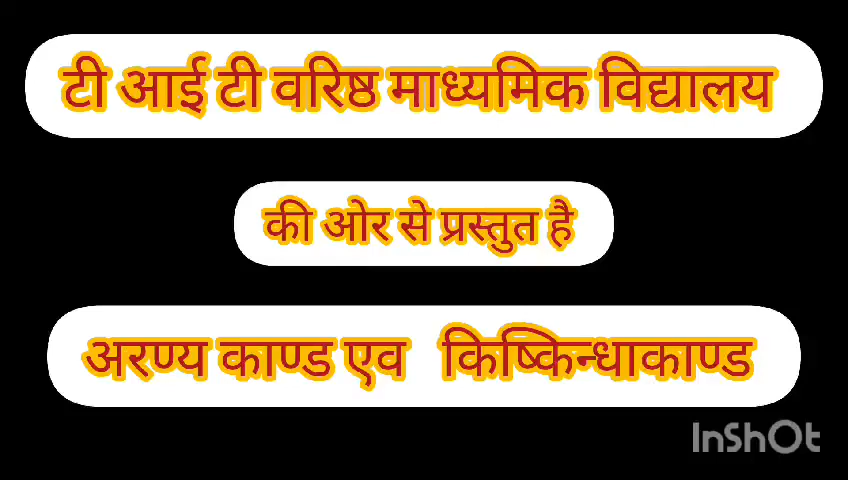 टी आई टी वरिष्ठ माध्यमिक विद्यालय
की ओर से प्रस्तुत है
अरण्य काण्ड एव किष्किन्धाकाण्ड
InShOt